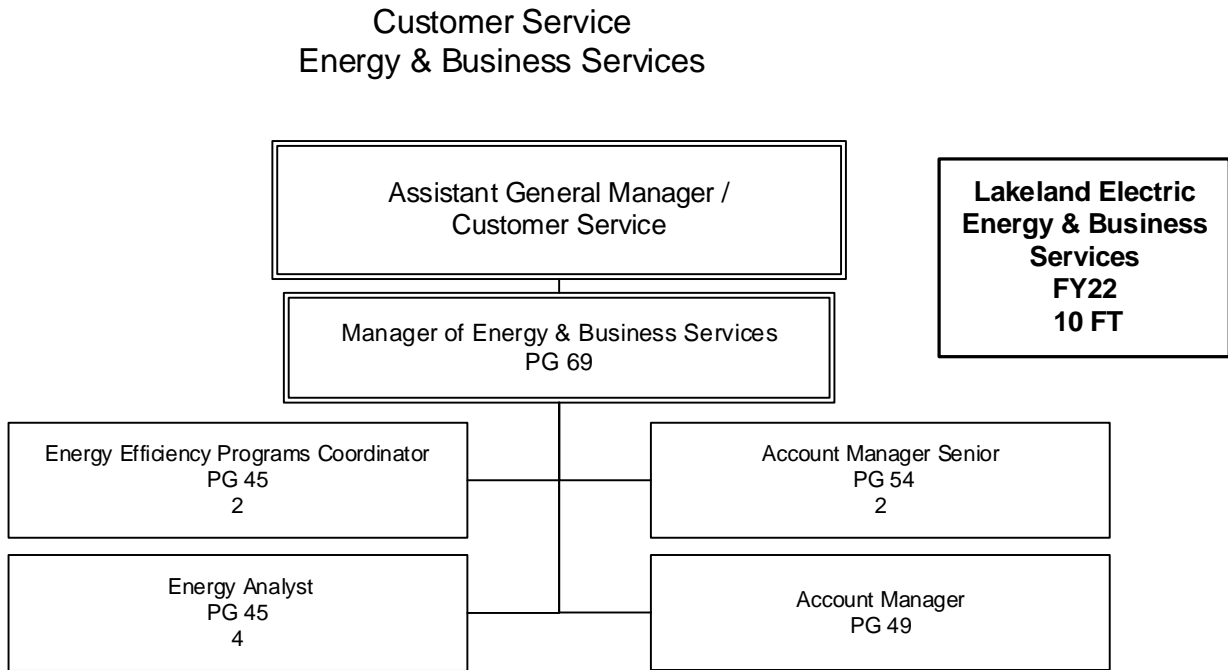 Customer Service
Energy & Business Services
Assistant General Manager /
Customer Service
Lakeland Electric
Energy & Business
Services
FY22
10 FT
Manager of Energy & Business Services
PG 69
Energy Efficiency Programs Coordinator
PG 45
2
Account Manager Senior
PG 54
2
Energy Analyst
PG 45
4
Account Manager
PG 49